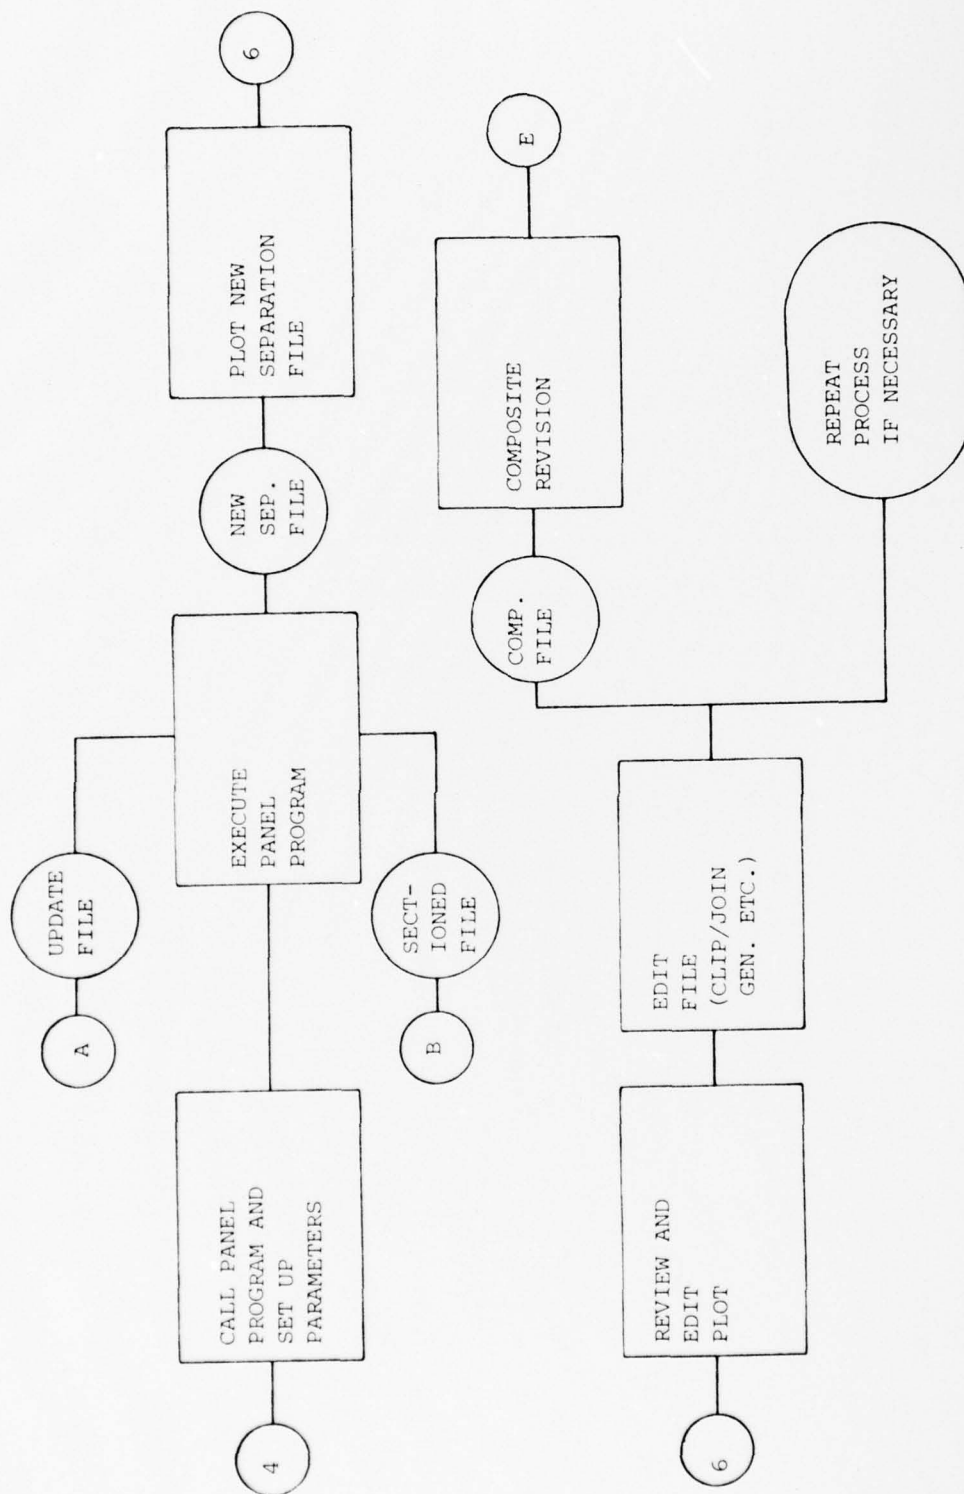 4
CALL PANEL
PROGRAM AND
SET UP
PARAMETERS
A
UPDATE
FILE
B
SECT-
IONED
FILE
EXECUTE
PANEL
PROGRAM
NEW
SEP.
FILE
PLOT NEW
SEPARATION
FILE
6
6
REVIEW AND
EDIT
PLOT
EDIT
FILE
(CLIP/JOIN
GEN. ETC.)
COMP.
FILE
COMPOSITE
REVISION
E
REPEAT
PROCESS
IF NECESSARY